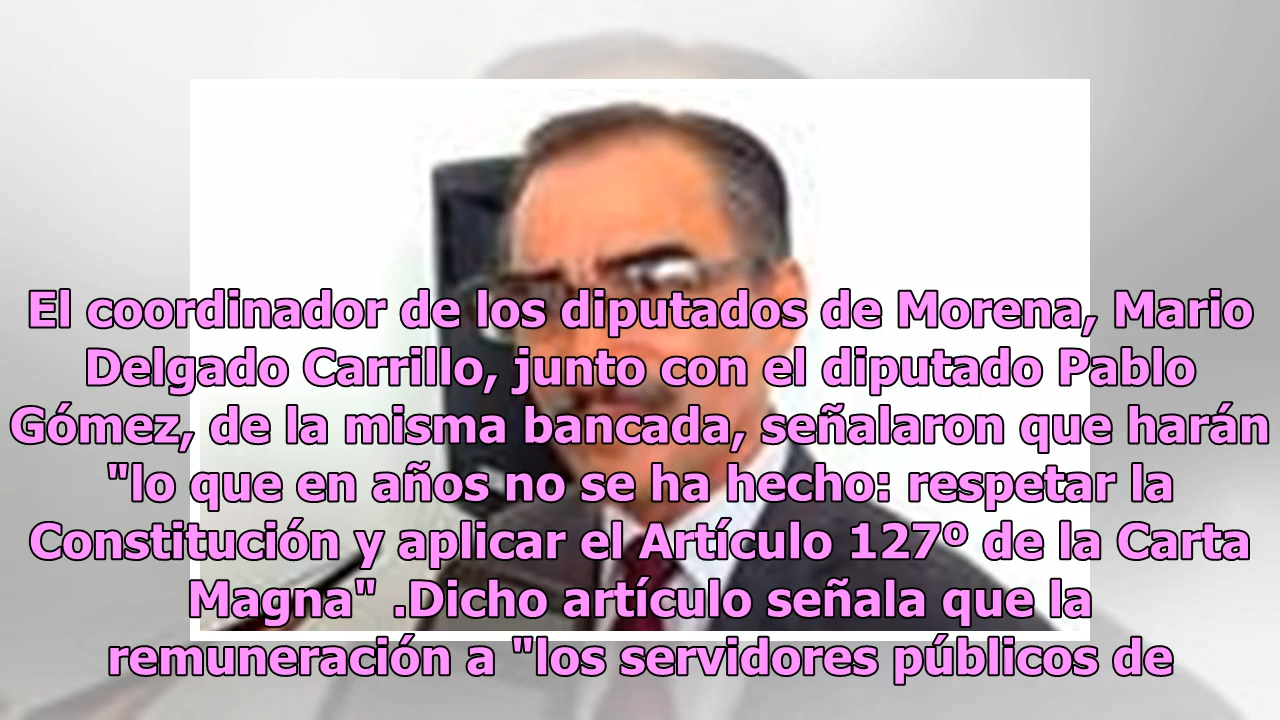 El coordinador de los diputados de Morena, Mario
Delgado Carrillo, junto con el diputado Pablo
Gómez, de la misma bancada, señalaron que harán
"lo que en años no se ha hecho: respetar la
Constitución y aplicar el Artículo 127º de la Carta
Magna" .Dicho artículo señala que la
remuneración a "los servidores públicos de